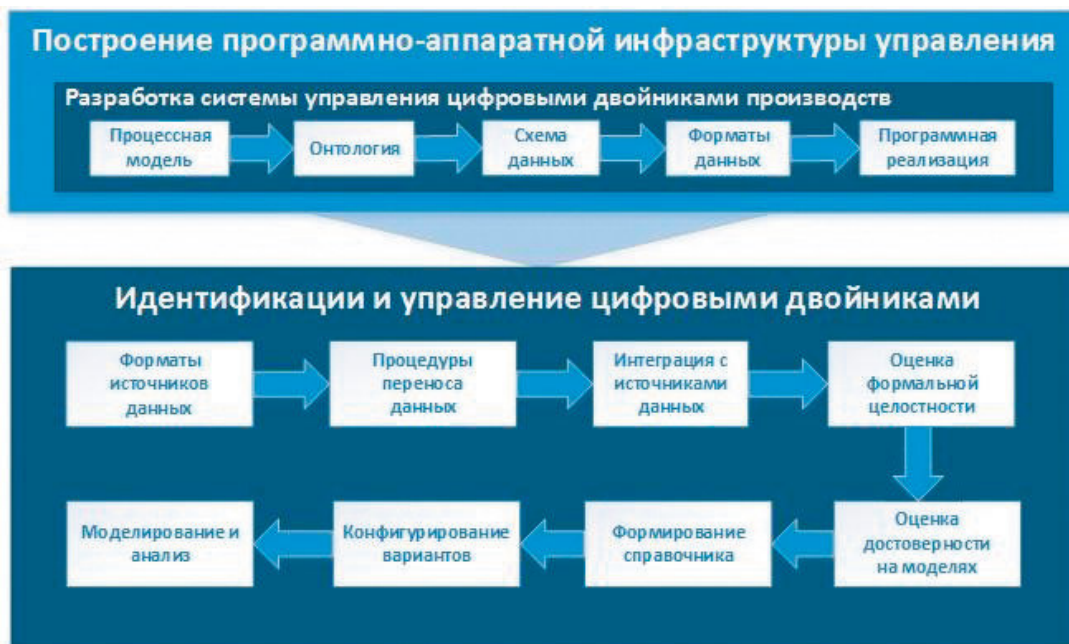 Построение программно-аппаратной инфраструктуры управления
Разработка системы управления цифровыми двойниками производств
Процессная
модель
Онтология
Схема
данных
Форматы
данных
Программная
реализация
Идентификации и управление цифровыми двойниками
Форматы
источников
данных
Процедуры
переноса
данных
Интеграция с
источниками
данных
Оценка
формальной
целостности
Оценка
достоверности
на моделях
Формирование
справочника
Конфигурирование
вариантов
Моделирование и
анализ